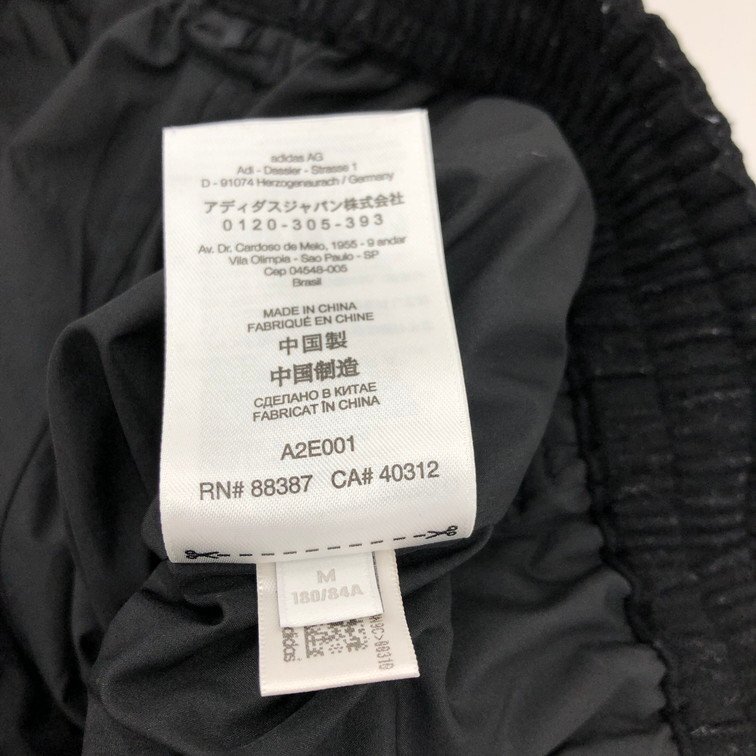 adidas AG
Adi - Dassler - Strasse 1
D - 91074 Herzogenaurach / Germany
アディダスジャパン株式会社
0120-305-393
Av. Dr. Cardoso de Melo, 1955 - 9 andar
Vila Olimpia - Sao Paulo - SP
Cep 04548-005
Brasil
MADE IN CHINA
FABRIQUÉ EN CHINE
中国製
中国制造
СДЕЛАНО В КИТАЕ
FABRICAT ÎN CHINA
A2E001
RN# 88387 CA# 40312
M
180/84A
adidas